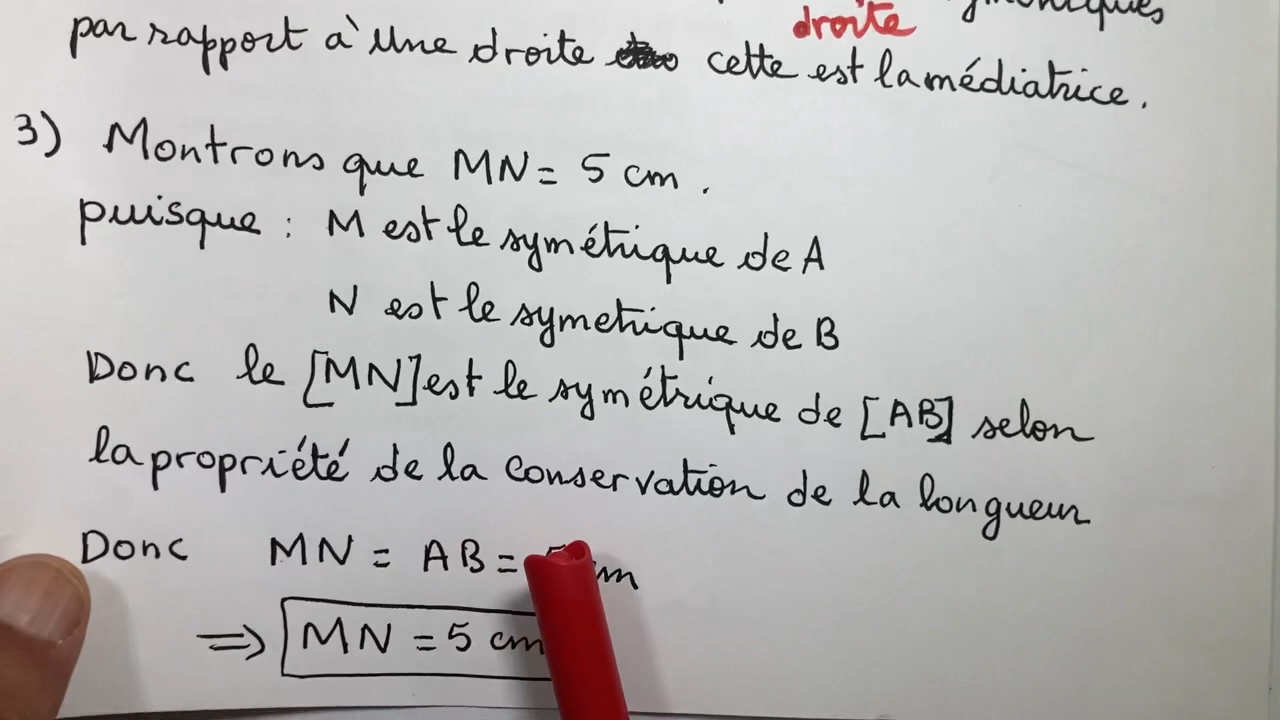 droite
par rapport à une droite cette est la médiatrice.
3) Montrons que MN = 5 cm.
puisque : M est le symétrique de A
N est le symetrique de B
Donc le [MN] est le symétrique de [AB] selon
la propriété de la conservation de la longueur
Donc MN = AB =
⇒ MN = 5 cm